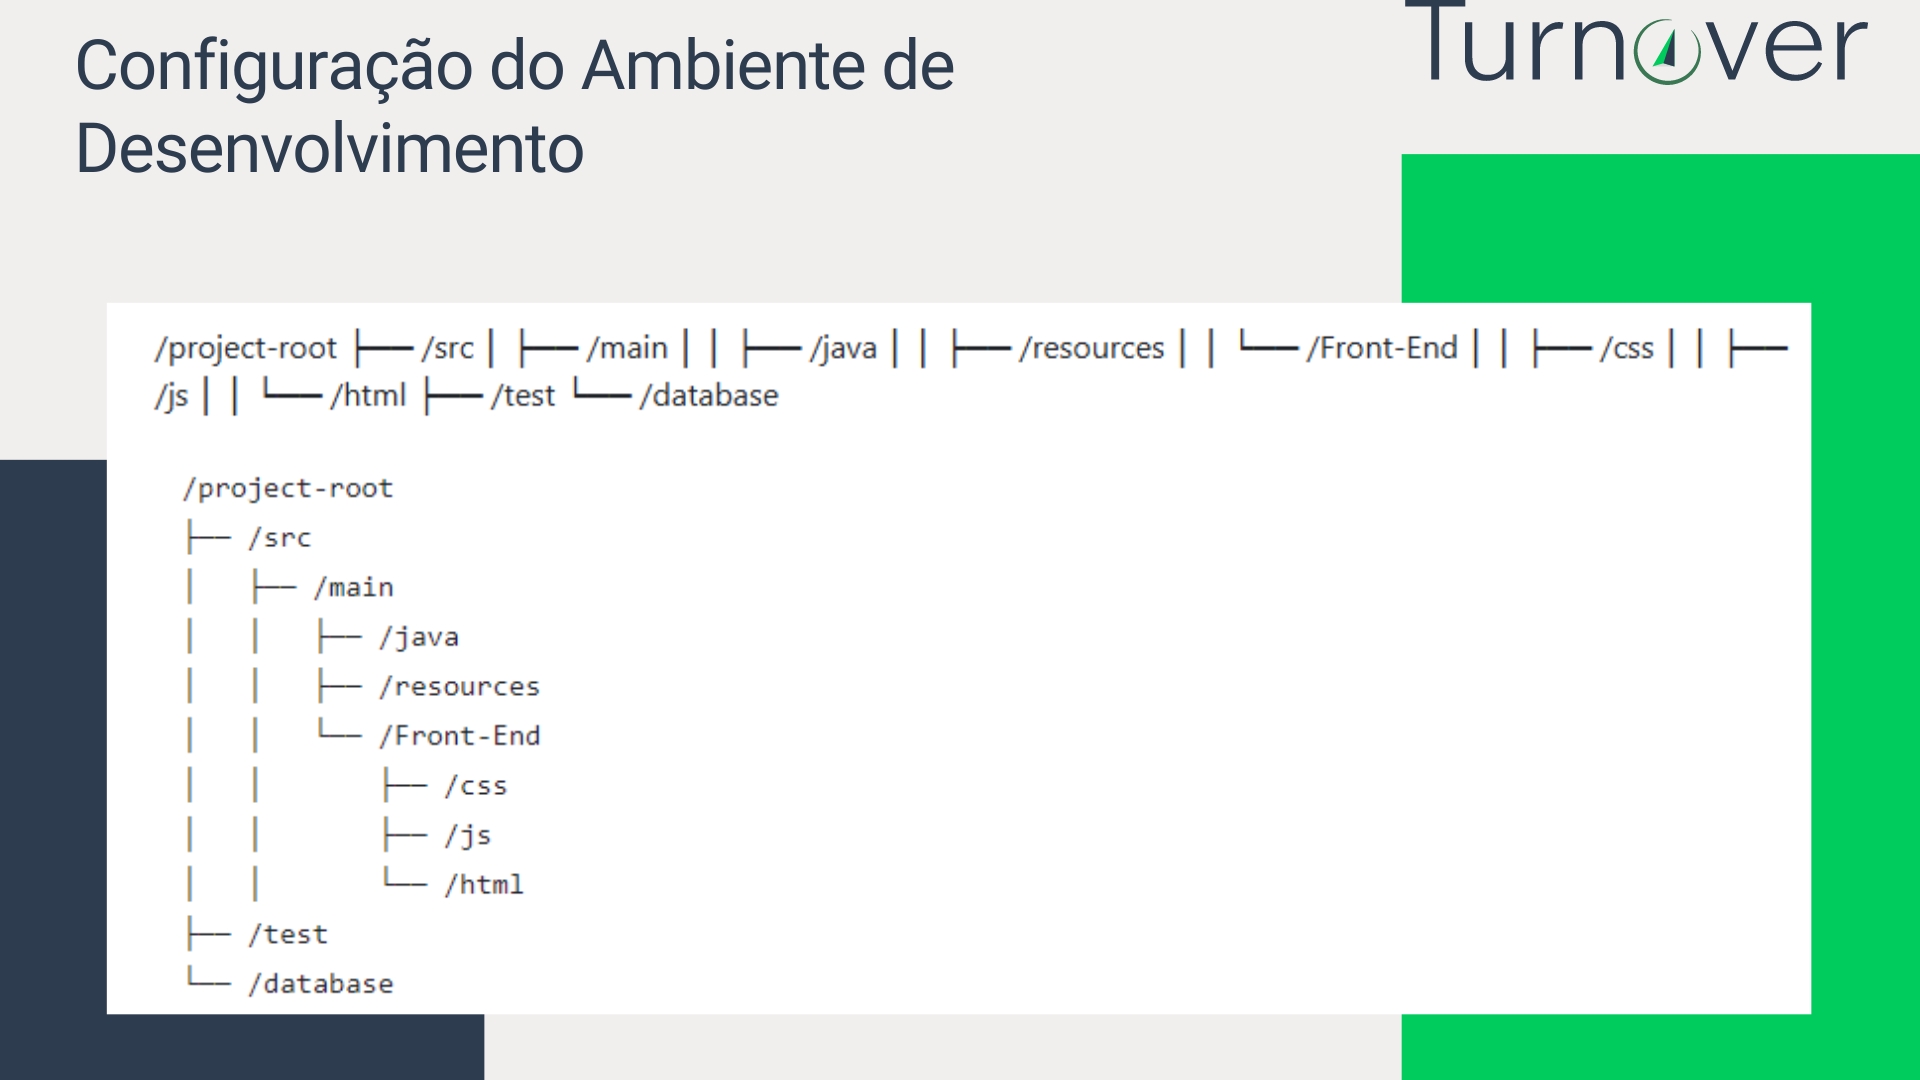 Turnover
Configuração do Ambiente de
Desenvolvimento
/project-root ├── /src │ ├── /main │ │ ├── /java │ │ ├── /resources │ │ └── /Front-End │ │ ├── /css │ │ ├──
/js │ │ └── /html ├── /test └── /database
/project-root
├── /src
│   ├── /main
│   │   ├── /java
│   │   ├── /resources
│   │   └── /Front-End
│   │       ├── /css
│   │       ├── /js
│   │       └── /html
├── /test
└── /database